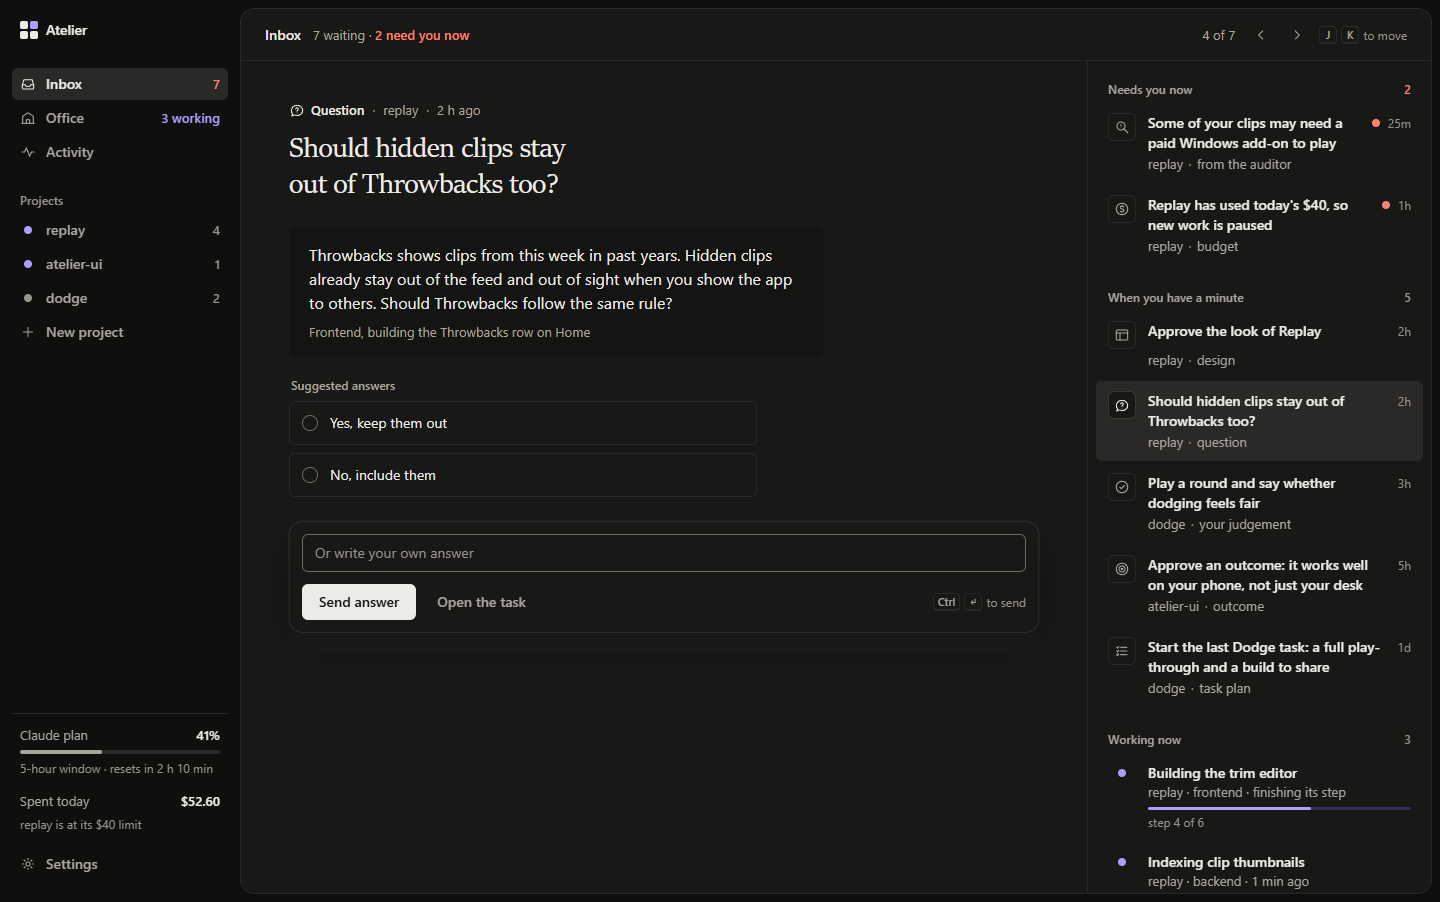 Atelier
Inbox 7
Office 3 working
Activity
Projects
replay 4
atelier-ui 1
dodge 2
New project
Claude plan 41%
5-hour window · resets in 2 h 10 min
Spent today $52.60
replay is at its $40 limit
Settings
Inbox 7 waiting · 2 need you now
4 of 7 J K to move
Question · replay · 2 h ago
Should hidden clips stay
out of Throwbacks too?
Throwbacks shows clips from this week in past years. Hidden clips
already stay out of the feed and out of sight when you show the app
to others. Should Throwbacks follow the same rule?
Frontend, building the Throwbacks row on Home
Suggested answers
Yes, keep them out
No, include them
Or write your own answer
Send answer Open the task Ctrl ↵ to send
Needs you now 2
Some of your clips may need a 25m
paid Windows add-on to play
replay · from the auditor
Replay has used today's $40, so 1h
new work is paused
replay · budget
When you have a minute 5
Approve the look of Replay 2h
replay · design
Should hidden clips stay out of 2h
Throwbacks too?
replay · question
Play a round and say whether 3h
dodging feels fair
dodge · your judgement
Approve an outcome: it works well 5h
on your phone, not just your desk
atelier-ui · outcome
Start the last Dodge task: a full play- 1d
through and a build to share
dodge · task plan
Working now 3
Building the trim editor
replay · frontend · finishing its step
step 4 of 6
Indexing clip thumbnails
replay · backend · 1 min ago